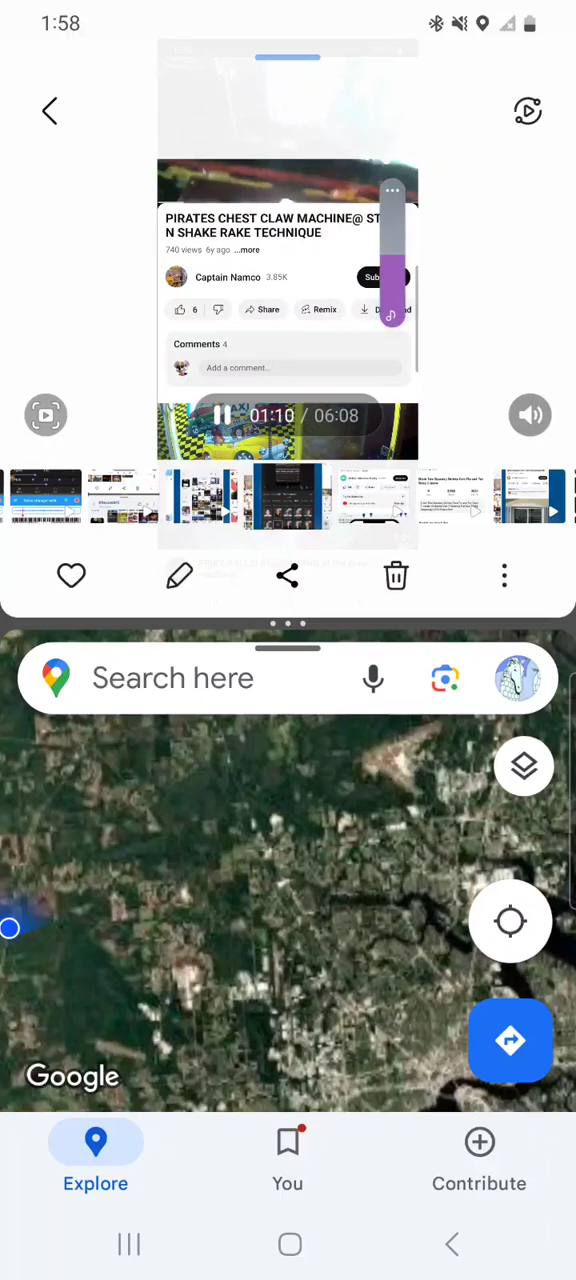 1:58
PIRATES CHEST CLAW MACHINE@ ST
N SHAKE RAKE TECHNIQUE
740 views 6y ago ...more
Captain Namco 3.85K
Sub
6
Share
Remix
D
Comments 4
Add a comment...
01:10 / 06:08
Search here
Google
Explore
You
Contribute